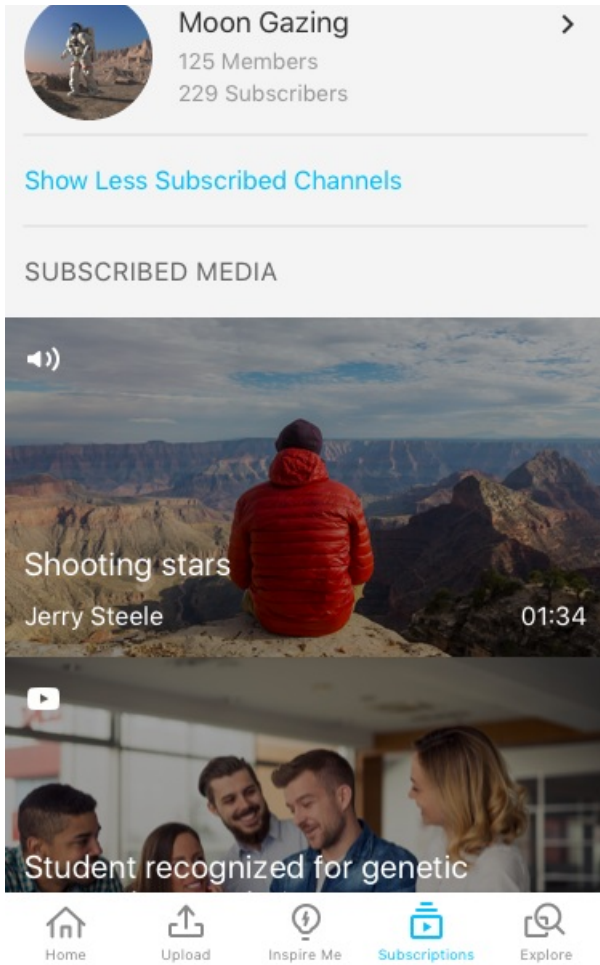 Moon Gazing
125 Members
229 Subscribers
Show Less Subscribed Channels
SUBSCRIBED MEDIA
Shooting stars
Jerry Steele
01:34
Student recognized for genetic
Home
Upload
Inspire Me
Subscriptions
Explore